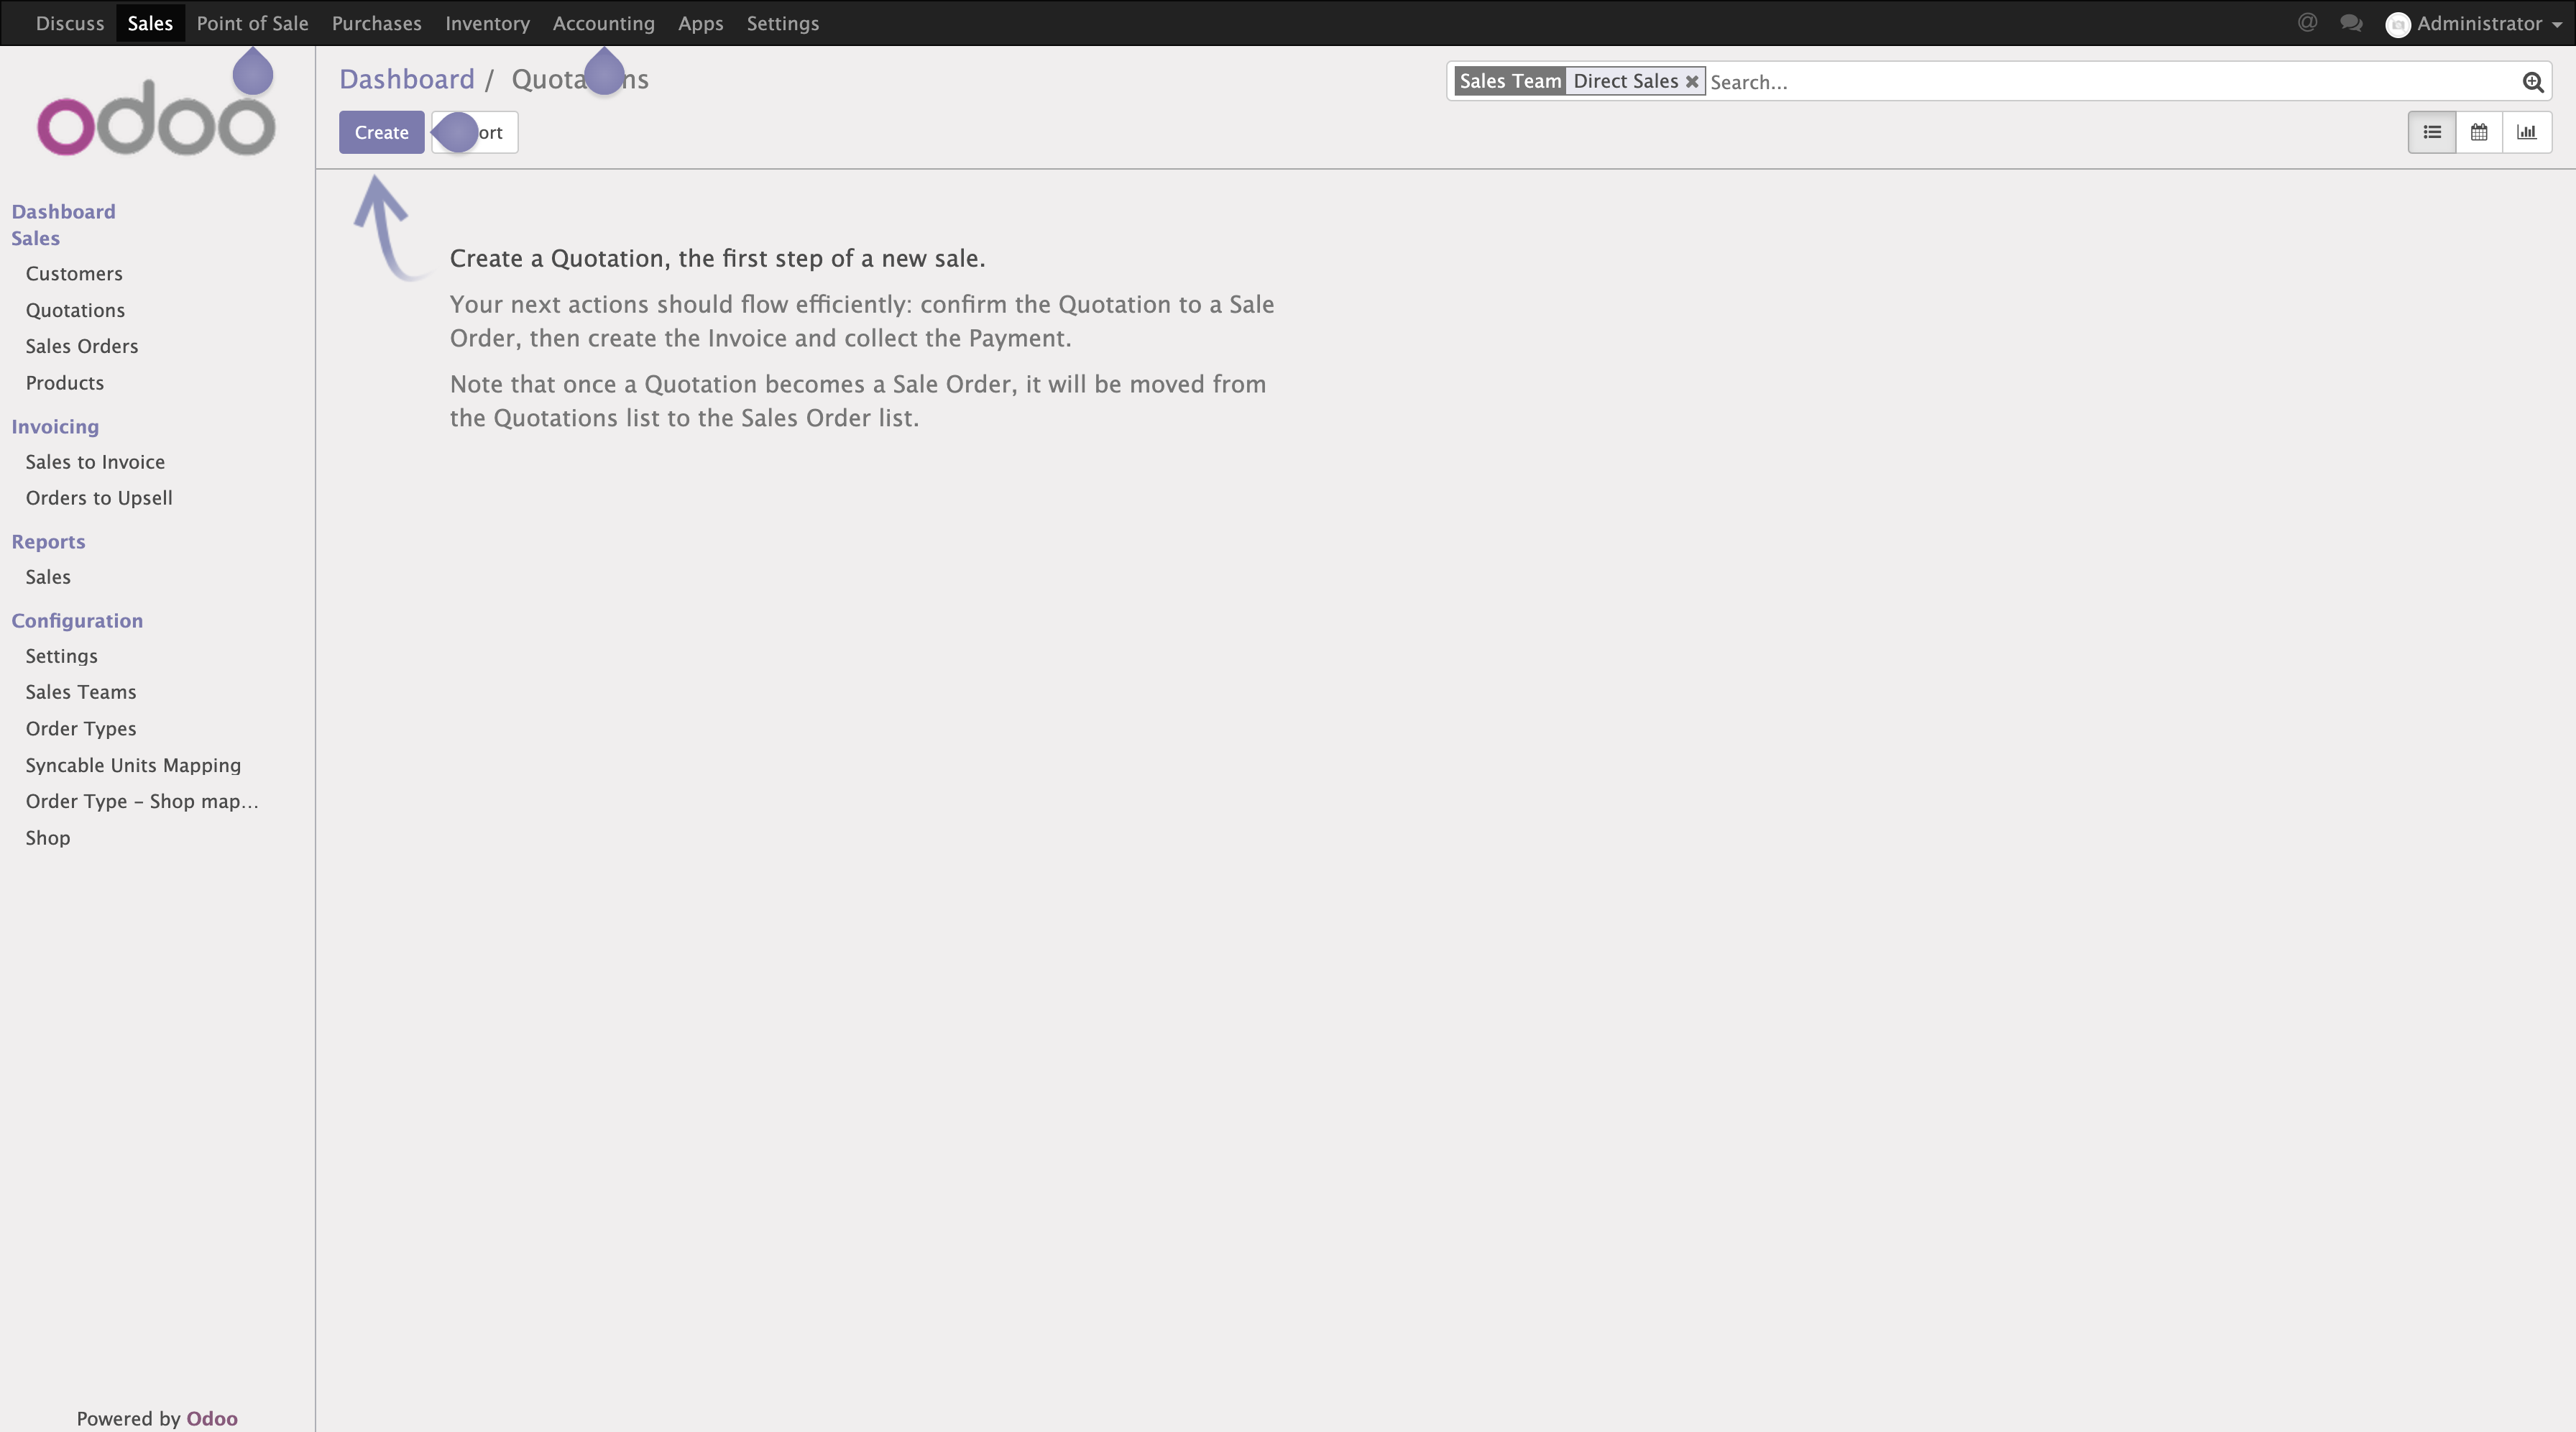 Discuss Sales Point of Sale Purchases Inventory Accounting Apps Settings
@ Administrator
odoo
Dashboard / Quotations
Sales Team Direct Sales Search...
Create
Dashboard
Sales
Customers
Quotations
Sales Orders
Products
Invoicing
Sales to Invoice
Orders to Upsell
Reports
Sales
Configuration
Settings
Sales Teams
Order Types
Syncable Units Mapping
Order Type – Shop map...
Shop
Powered by Odoo
Create a Quotation, the first step of a new sale.
Your next actions should flow efficiently: confirm the Quotation to a Sale
Order, then create the Invoice and collect the Payment.
Note that once a Quotation becomes a Sale Order, it will be moved from
the Quotations list to the Sales Order list.